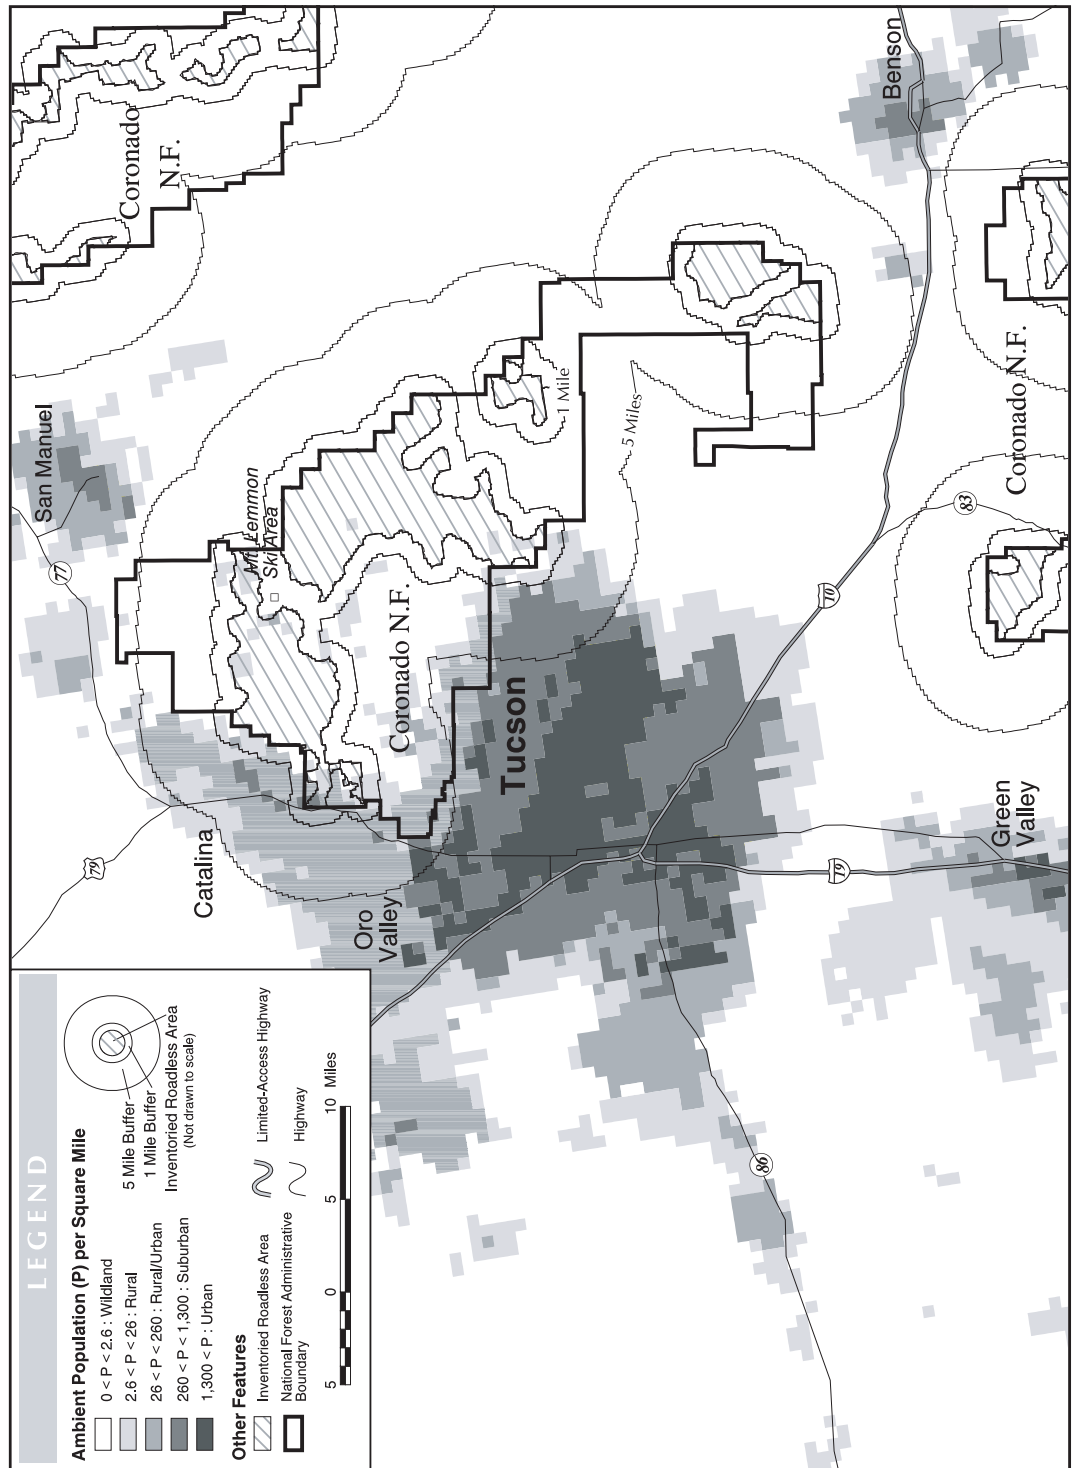 LEGEND
Ambient Population (P) per Square Mile
0 < P < 2.6 : Wildland
2.6 < P < 26 : Rural
26 < P < 260 : Rural/Urban
260 < P < 1,300 : Suburban
1,300 < P : Urban
5 Mile Buffer
1 Mile Buffer
Inventoried Roadless Area
(Not drawn to scale)
Other Features
Inventoried Roadless Area
National Forest Administrative
Boundary
Limited-Access Highway
Highway
5
0
5
10 Miles
79
77
Catalina
Oro
Valley
San Manuel
Mt. Lemmon
Ski Area
Coronado
N.F.
Coronado N.F.
Tucson
1 Mile
5 Miles
Benson
10
83
Coronado N.F.
19
Green
Valley
86